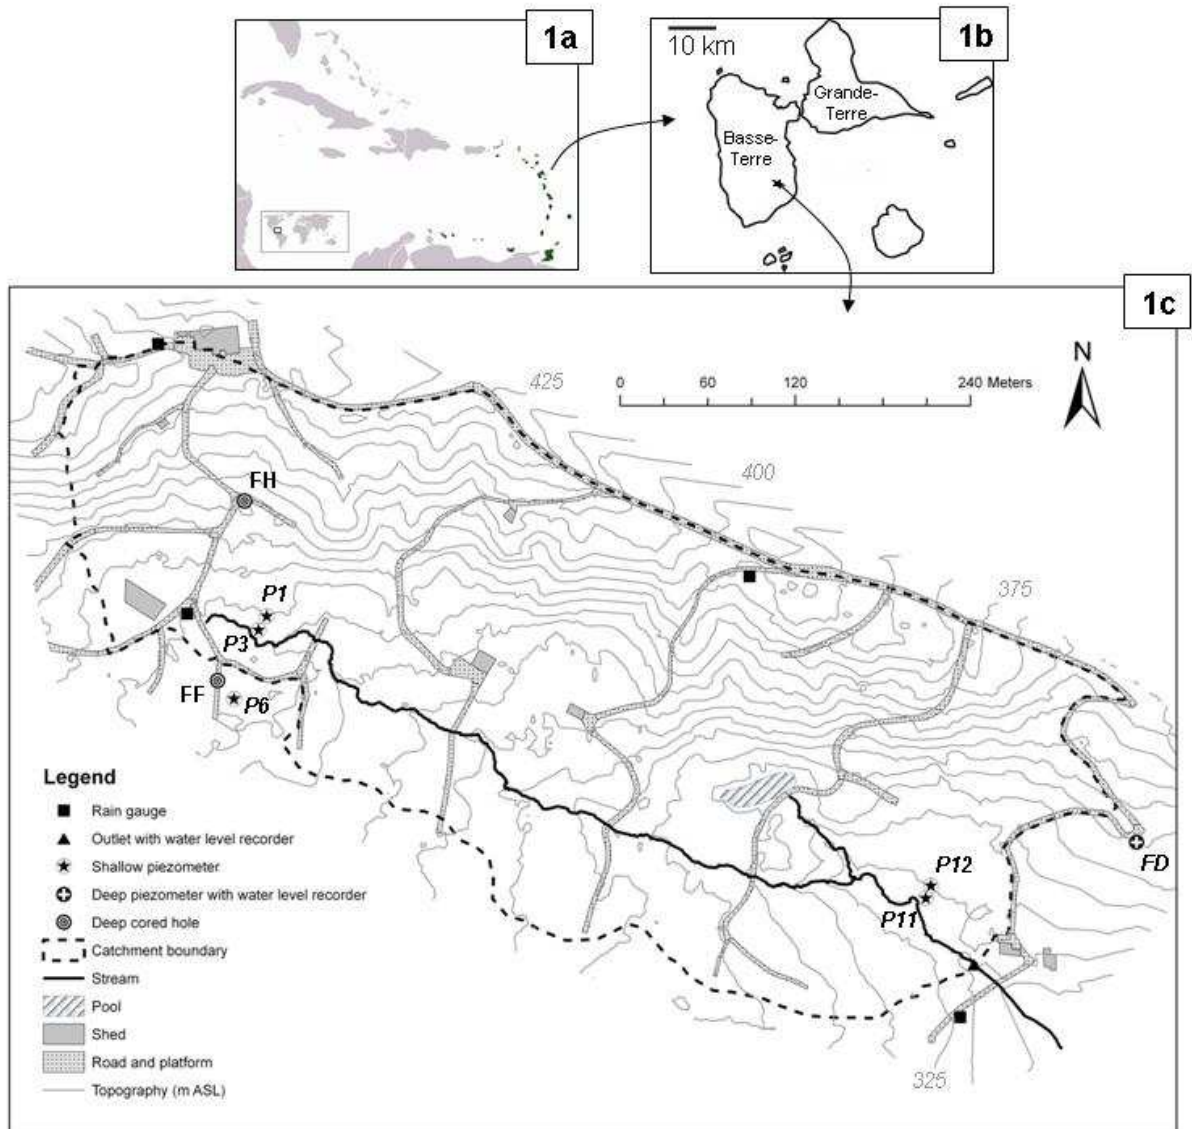 1a
1b
10 km
Grande-
Terre
Basse-
Terre
1c
N
425
0 60 120 240 Meters
400
FH
375
P1
P3
FF
P6
Legend
Rain gauge
Outlet with water level recorder
Shallow piezometer
Deep piezometer with water level recorder
Deep cored hole
Catchment boundary
Stream
Pool
Shed
Road and platform
Topography (m ASL)
P12
FD
P11
325